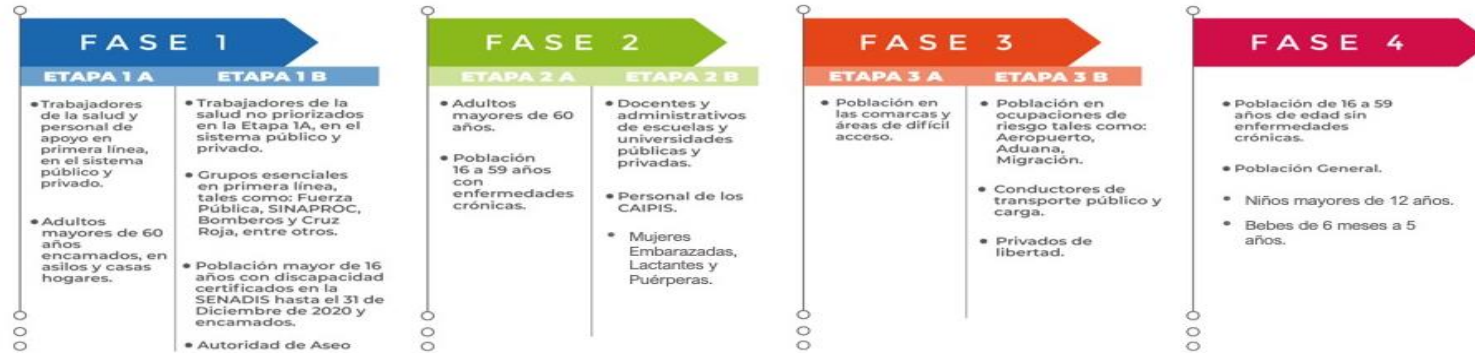 FASE 1
ETAPA 1 A
• Trabajadores
de la salud y
personal de
apoyo en
primera línea,
en el sistema
público y
privado.
• Adultos
mayores de 60
años
encamados, en
asilos y casas
hogares.
ETAPA 1 B
• Trabajadores de la
salud no priorizados
en la Etapa 1A, en el
sistema público y
privado.
• Grupos esenciales
en primera línea,
tales como: Fuerza
Pública, SINAPROC,
Bomberos y Cruz
Roja, entre otros.
• Población mayor de 16
años con discapacidad
certificados en la
SENADIS hasta el 31 de
Diciembre de 2020 y
encamados.
• Autoridad de Aseo
FASE 2
ETAPA 2 A
• Adultos
mayores de 60
años.
• Población
16 a 59 años
con
enfermedades
crónicas.
ETAPA 2 B
• Docentes y
administrativos
de escuelas y
universidades
públicas y
privadas.
• Personal de los
CAIPIS.
• Mujeres
Embarazadas,
Lactantes y
Puérperas.
FASE 3
ETAPA 3 A
• Población en
las comarcas y
áreas de difícil
acceso.
ETAPA 3 B
• Población en
ocupaciones de
riesgo tales como:
Aeropuerto,
Aduana,
Migración.
• Conductores de
transporte público y
carga.
• Privados de
libertad.
FASE 4
• Población de 16 a 59
años de edad sin
enfermedades
crónicas.
• Población General.
• Niños mayores de 12 años.
• Bebes de 6 meses a 5
años.